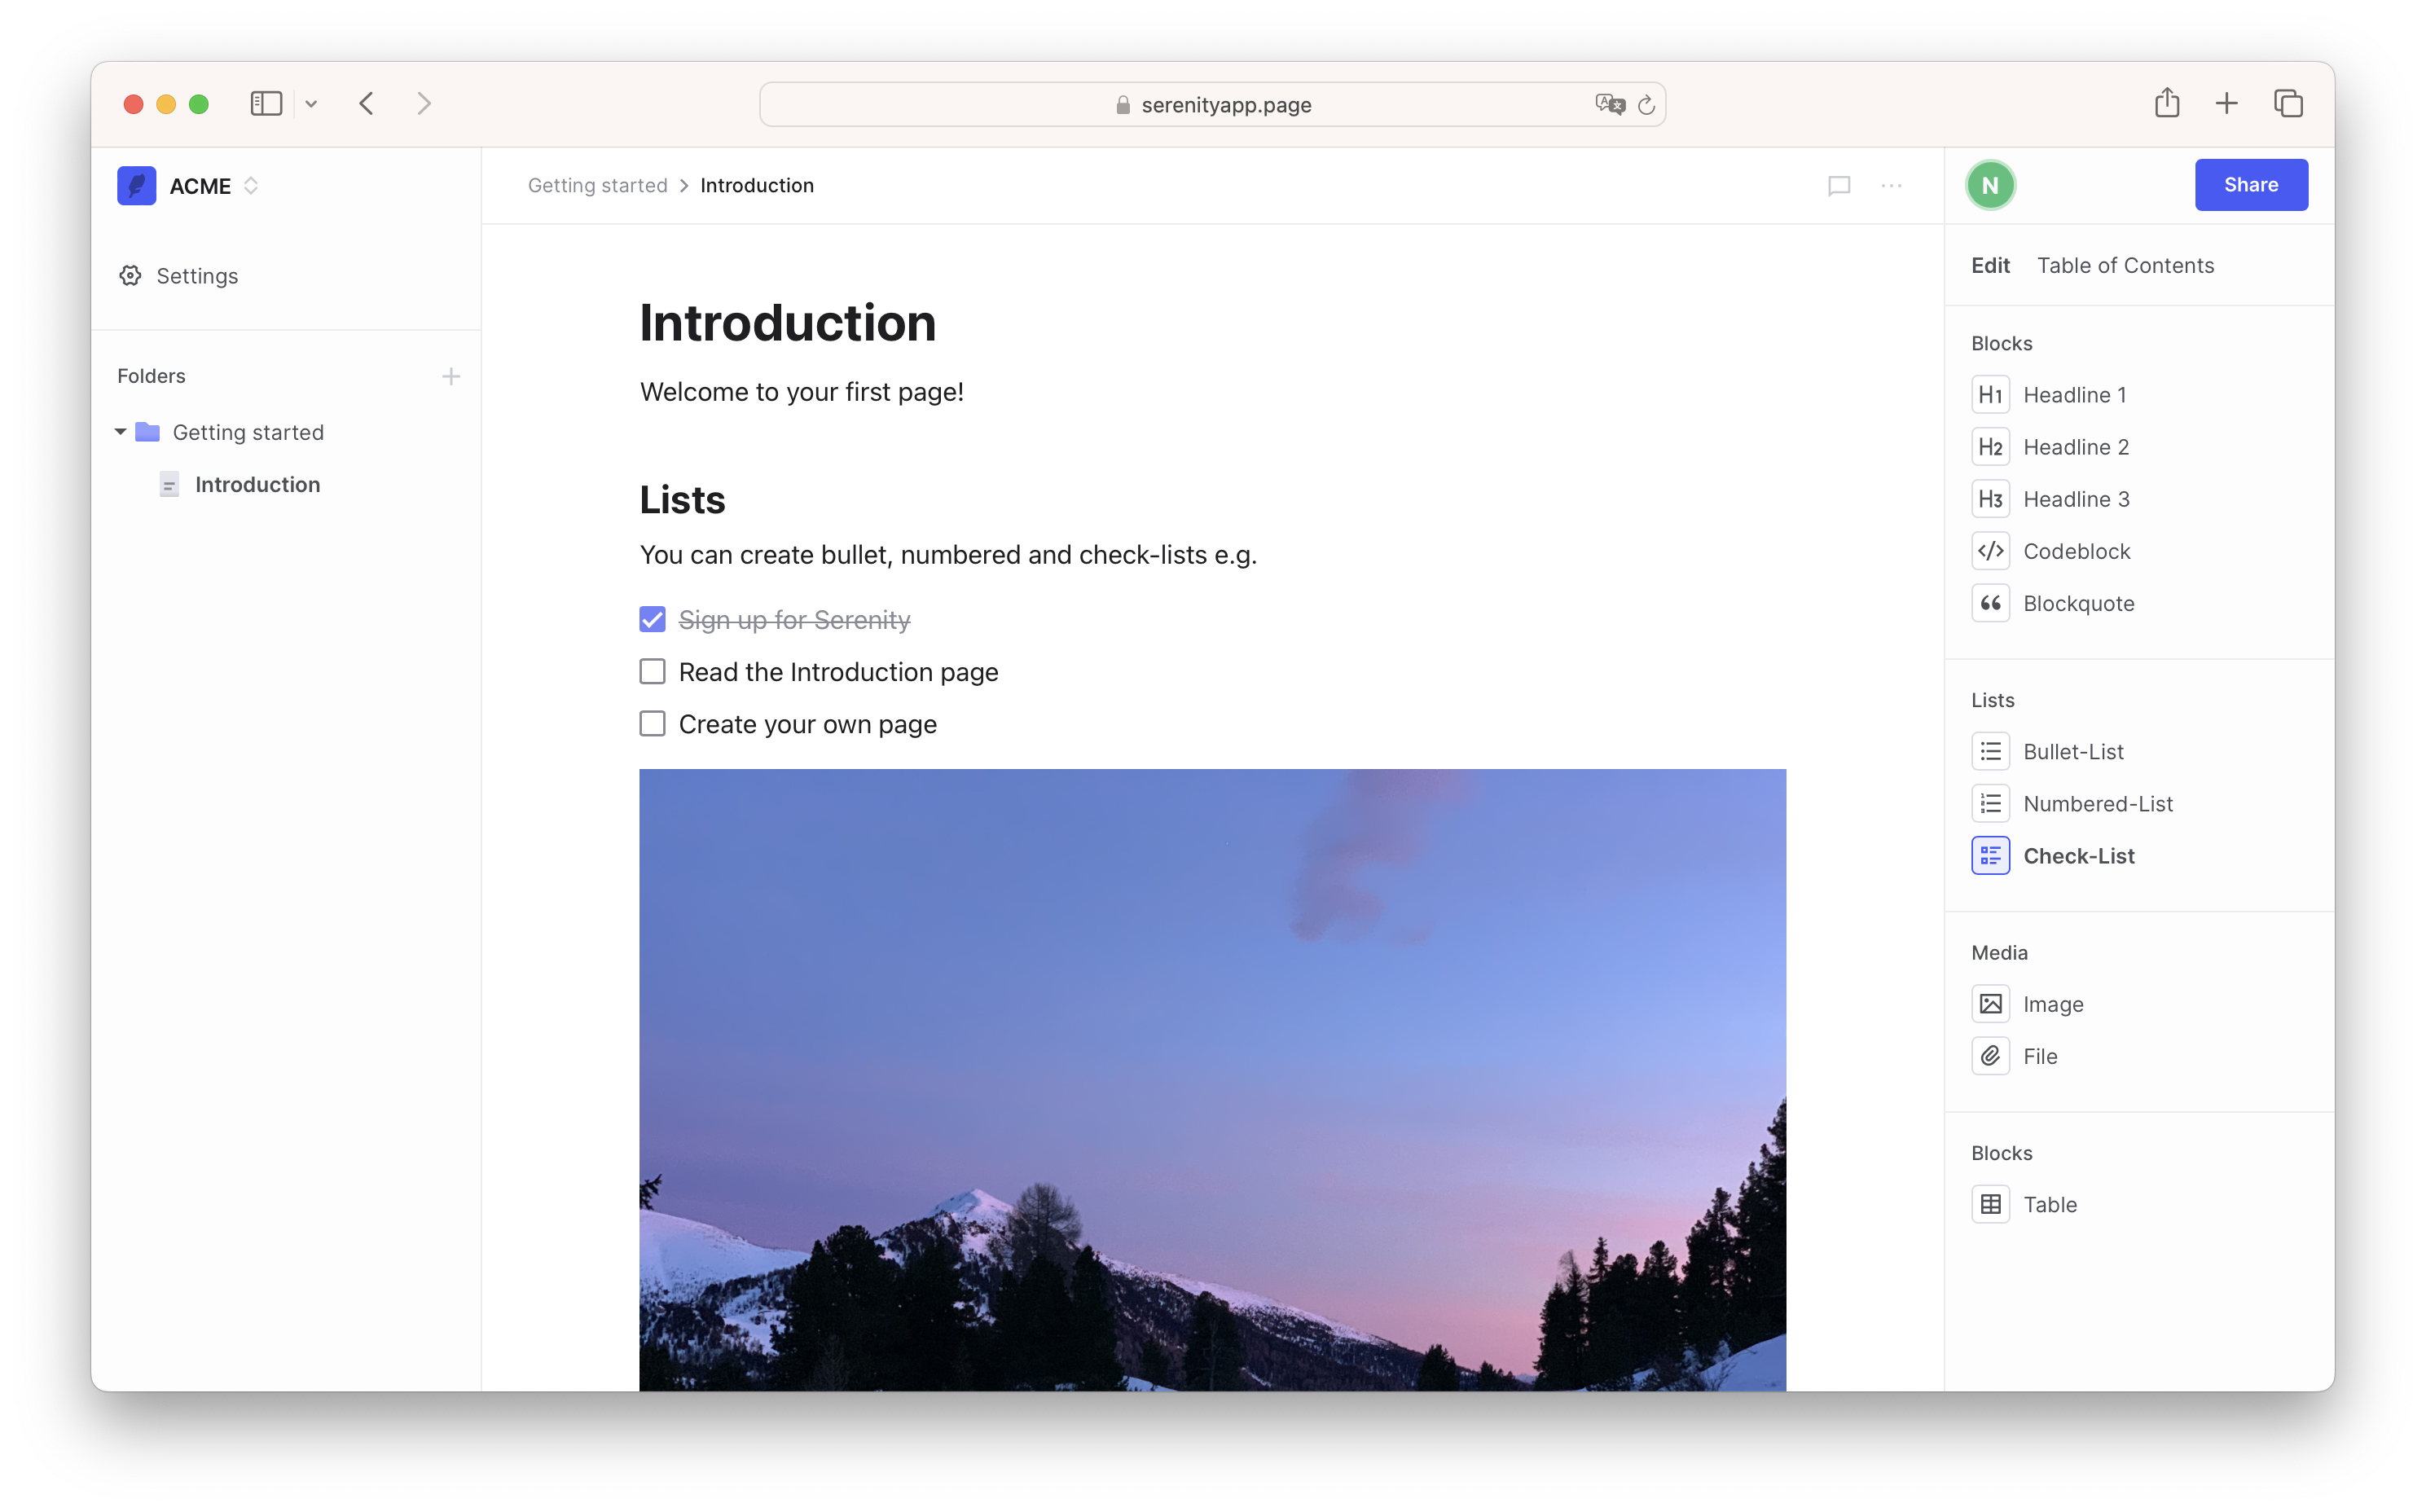 serenityapp.page
ACME
Settings
Folders
Getting started
Introduction
Getting started > Introduction
Introduction
Welcome to your first page!
Lists
You can create bullet, numbered and check-lists e.g.
Sign up for Serenity
Read the Introduction page
Create your own page
N
Share
Edit Table of Contents
Blocks
H1 Headline 1
H2 Headline 2
H3 Headline 3
</> Codeblock
Blockquote
Lists
Bullet-List
Numbered-List
Check-List
Media
Image
File
Blocks
Table